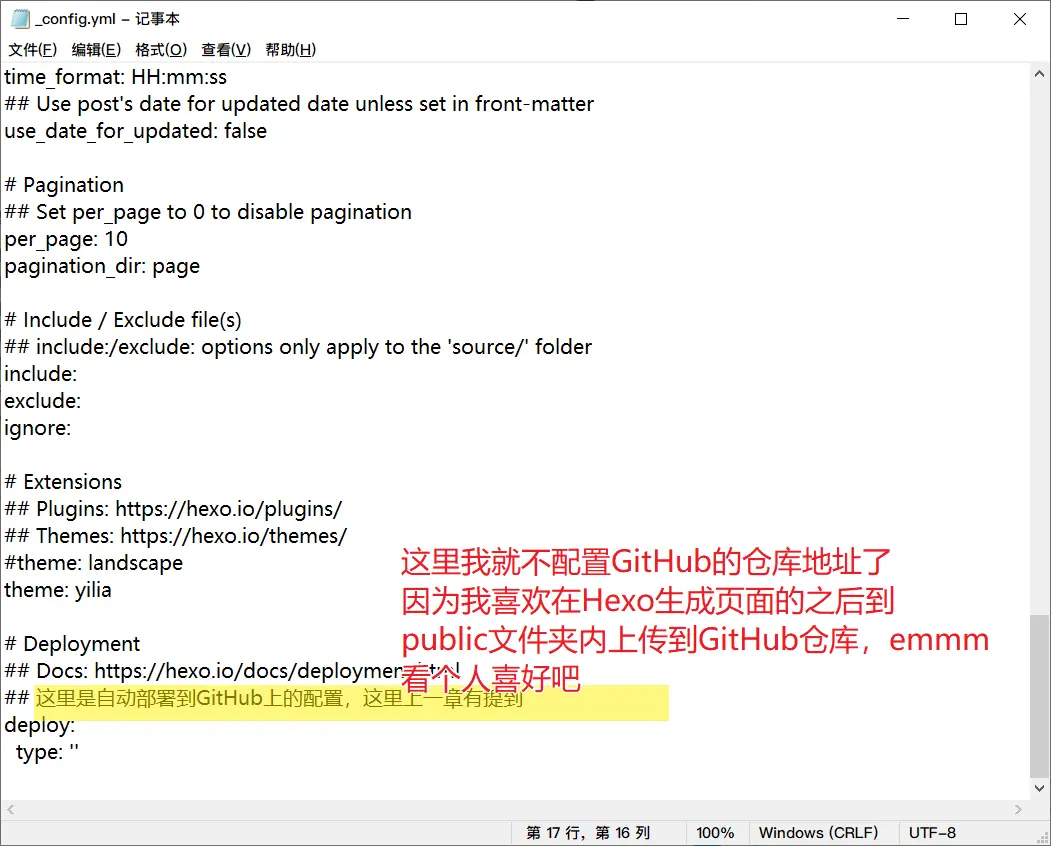 _config.yml – 记事本
文件(F) 编辑(E) 格式(O) 查看(V) 帮助(H)
time_format: HH:mm:ss
## Use post's date for updated date unless set in front-matter
use_date_for_updated: false
# Pagination
## Set per_page to 0 to disable pagination
per_page: 10
pagination_dir: page
# Include / Exclude file(s)
## include:/exclude: options only apply to the 'source/' folder
include:
exclude:
ignore:
# Extensions
## Plugins: https://hexo.io/plugins/
## Themes: https://hexo.io/themes/
#theme: landscape
theme: yilia
这里我就不配置GitHub的仓库地址了
因为我喜欢在Hexo生成页面的之后到
public文件夹内上传到GitHub仓库，emmm
看个人喜好吧
# Deployment
## Docs: https://hexo.io/docs/deployment.html
## 这里是自动部署到GitHub上的配置，这里上一章有提到
deploy:
type: ''
第 17 行，第 16 列 100% Windows (CRLF) UTF-8